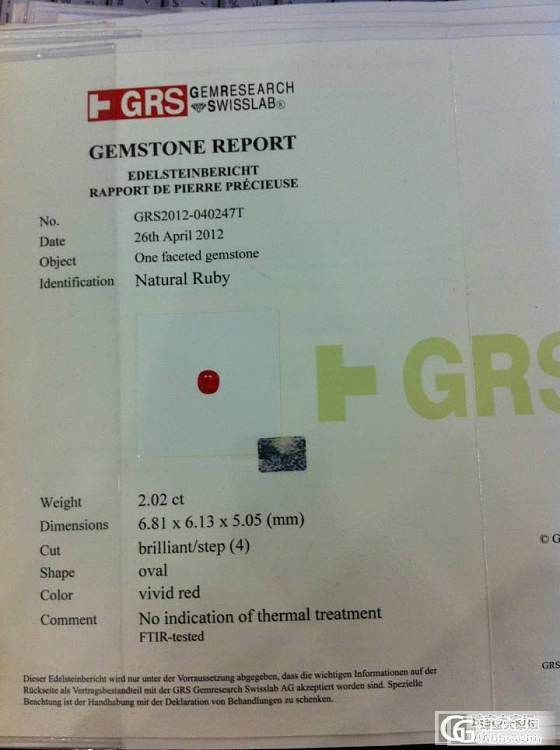 GRS GEMRESEARCH SWISSLAB®
GEMSTONE REPORT
EDELSTEINBERICHT
RAPPORT DE PIERRE PRÉCIEUSE
No. GRS2012-040247T
Date 26th April 2012
Object One faceted gemstone
Identification Natural Ruby
GRS
Weight 2.02 ct
Dimensions 6.81 x 6.13 x 5.05 (mm)
Cut brilliant/step (4)
Shape oval
Color vivid red
Comment No indication of thermal treatment
FTIR-tested
© G
GRS
Dieser Edelsteinbericht wird nur unter der Vorraussetzung abgegeben, dass die wichtigen Informationen auf der
Rückseite als Vertragsbestandteil mit der GRS Gemresearch Swisslab AG akzeptiert worden sind. Spezielle
Beachtung ist der Handhabung mit der Deklaration von Behandlungen zu schenken.